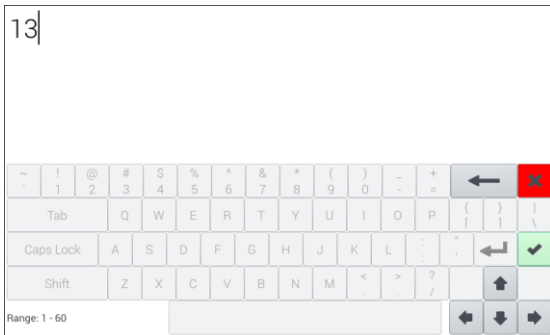 13
~ ! @ # $ % ^ & * ( ) _ +
` 1 2 3 4 5 6 7 8 9 0 - =
Tab Q W E R T Y U I O P { } |
[ ] \
Caps Lock A S D F G H J K L : "
; '
Shift Z X C V B N M < > ?
, . /
Range: 1 - 60